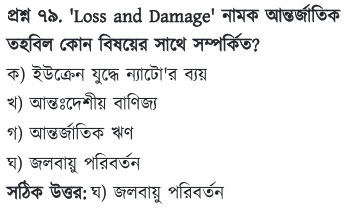 প্রশ্ন ৭৯. 'Loss and Damage' নামক আন্তর্জাতিক
তহবিল কোন বিষয়ের সাথে সম্পর্কিত?
ক) ইউক্রেন যুদ্ধে ন্যাটো'র ব্যয়
খ) আন্তঃদেশীয় বাণিজ্য
গ) আন্তর্জাতিক ঋণ
ঘ) জলবায়ু পরিবর্তন
সঠিক উত্তর: ঘ) জলবায়ু পরিবর্তন